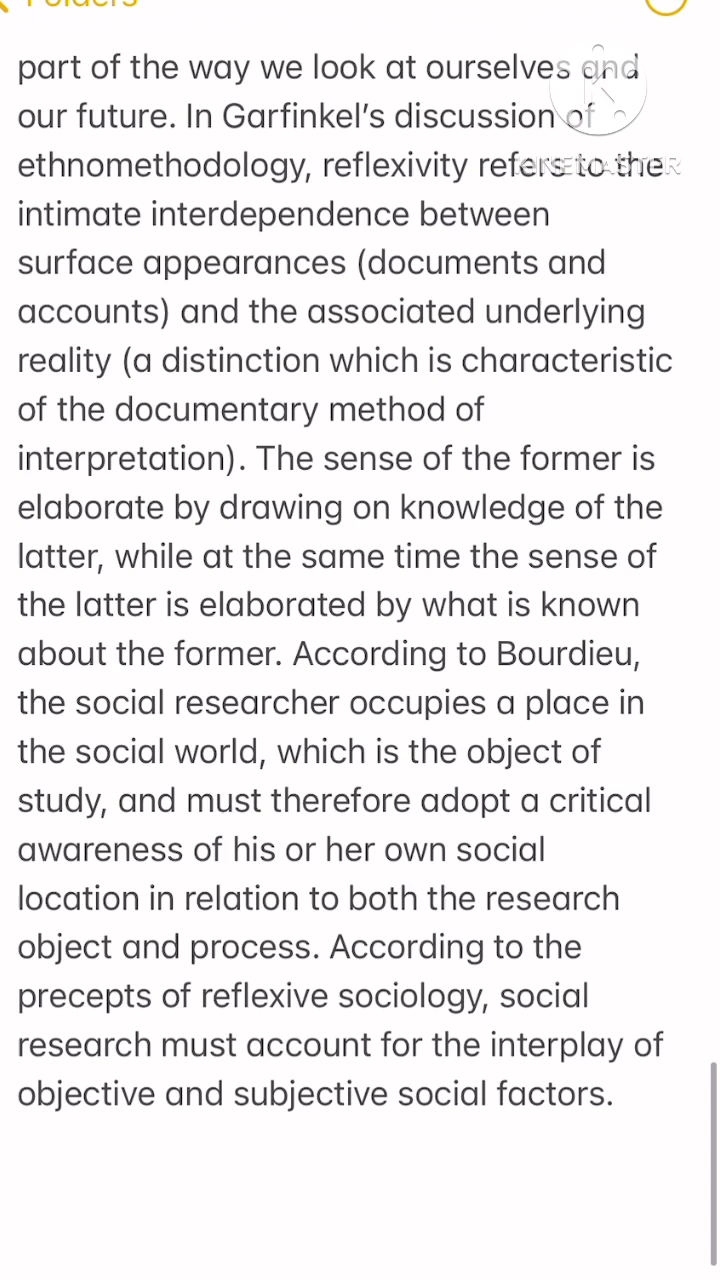 Folders
part of the way we look at ourselves and
our future. In Garfinkel’s discussion of
ethnomethodology, reflexivity refers to the
KINEMASTER
intimate interdependence between
surface appearances (documents and
accounts) and the associated underlying
reality (a distinction which is characteristic
of the documentary method of
interpretation). The sense of the former is
elaborate by drawing on knowledge of the
latter, while at the same time the sense of
the latter is elaborated by what is known
about the former. According to Bourdieu,
the social researcher occupies a place in
the social world, which is the object of
study, and must therefore adopt a critical
awareness of his or her own social
location in relation to both the research
object and process. According to the
precepts of reflexive sociology, social
research must account for the interplay of
objective and subjective social factors.